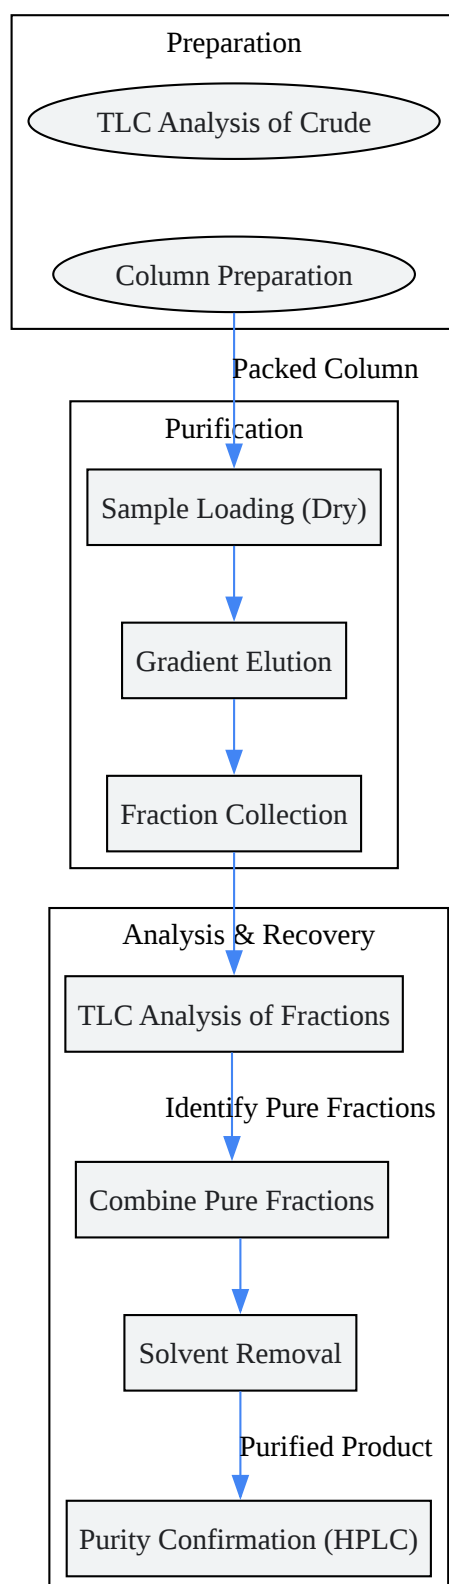 Preparation
TLC Analysis of Crude
Column Preparation
Packed Column
Purification
Sample Loading (Dry)
Gradient Elution
Fraction Collection
Analysis & Recovery
TLC Analysis of Fractions
Identify Pure Fractions
Combine Pure Fractions
Solvent Removal
Purified Product
Purity Confirmation (HPLC)